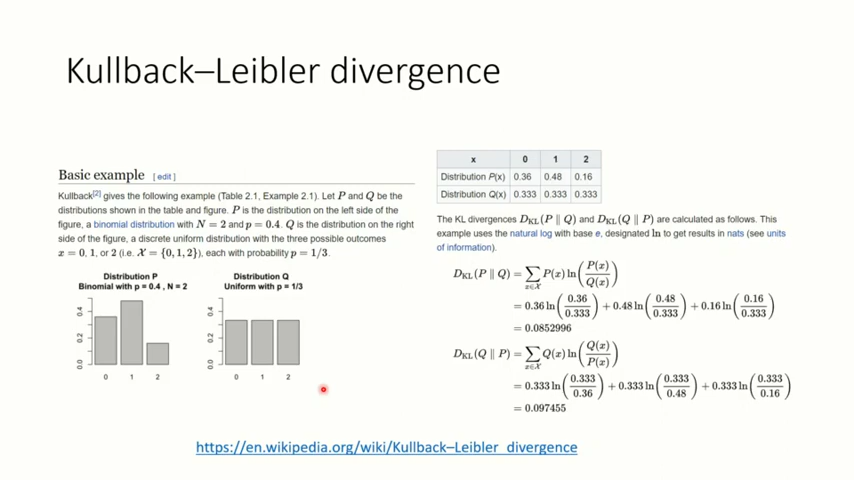 Kullback–Leibler divergence
Basic example [ edit ]
Kullback[2] gives the following example (Table 2.1, Example 2.1). Let P and Q be the
distributions shown in the table and figure. P is the distribution on the left side of the
figure, a binomial distribution with N = 2 and p = 0.4. Q is the distribution on the right
side of the figure, a discrete uniform distribution with the three possible outcomes
x = 0, 1, or 2 (i.e. 𝒳 = {0, 1, 2}), each with probability p = 1/3.
Distribution P
Binomial with p = 0.4 , N = 2
0.4
0.2
0.0
0 1 2
Distribution Q
Uniform with p = 1/3
0.4
0.2
0.0
0 1 2
x 0 1 2
Distribution P(x) 0.36 0.48 0.16
Distribution Q(x) 0.333 0.333 0.333
The KL divergences D_KL(P ∥ Q) and D_KL(Q ∥ P) are calculated as follows. This
example uses the natural log with base e, designated ln to get results in nats (see units
of information).
D_KL(P ∥ Q) = ∑_{x∈𝒳} P(x) ln(P(x)/Q(x))
= 0.36 ln(0.36/0.333) + 0.48 ln(0.48/0.333) + 0.16 ln(0.16/0.333)
= 0.0852996
D_KL(Q ∥ P) = ∑_{x∈𝒳} Q(x) ln(Q(x)/P(x))
= 0.333 ln(0.333/0.36) + 0.333 ln(0.333/0.48) + 0.333 ln(0.333/0.16)
= 0.097455
https://en.wikipedia.org/wiki/Kullback–Leibler_divergence